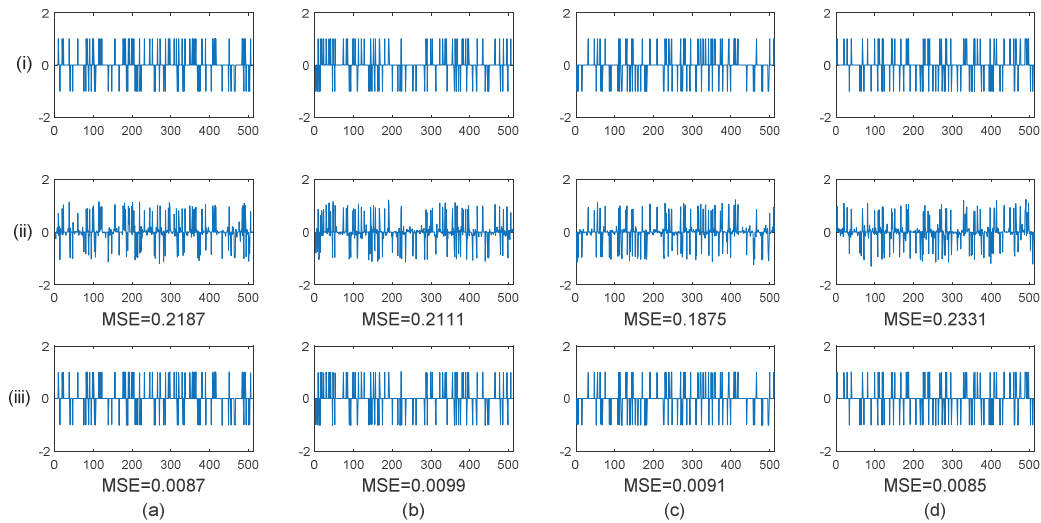 2 2 2 2
(i) 0 0 0 0
-2 -2 -2 -2
0 100 200 300 400 500 0 100 200 300 400 500 0 100 200 300 400 500 0 100 200 300 400 500
2 2 2 2
(ii) 0 0 0 0
-2 -2 -2 -2
0 100 200 300 400 500 0 100 200 300 400 500 0 100 200 300 400 500 0 100 200 300 400 500
MSE=0.2187 MSE=0.2111 MSE=0.1875 MSE=0.2331
2 2 2 2
(iii) 0 0 0 0
-2 -2 -2 -2
0 100 200 300 400 500 0 100 200 300 400 500 0 100 200 300 400 500 0 100 200 300 400 500
MSE=0.0087 MSE=0.0099 MSE=0.0091 MSE=0.0085
(a) (b) (c) (d)